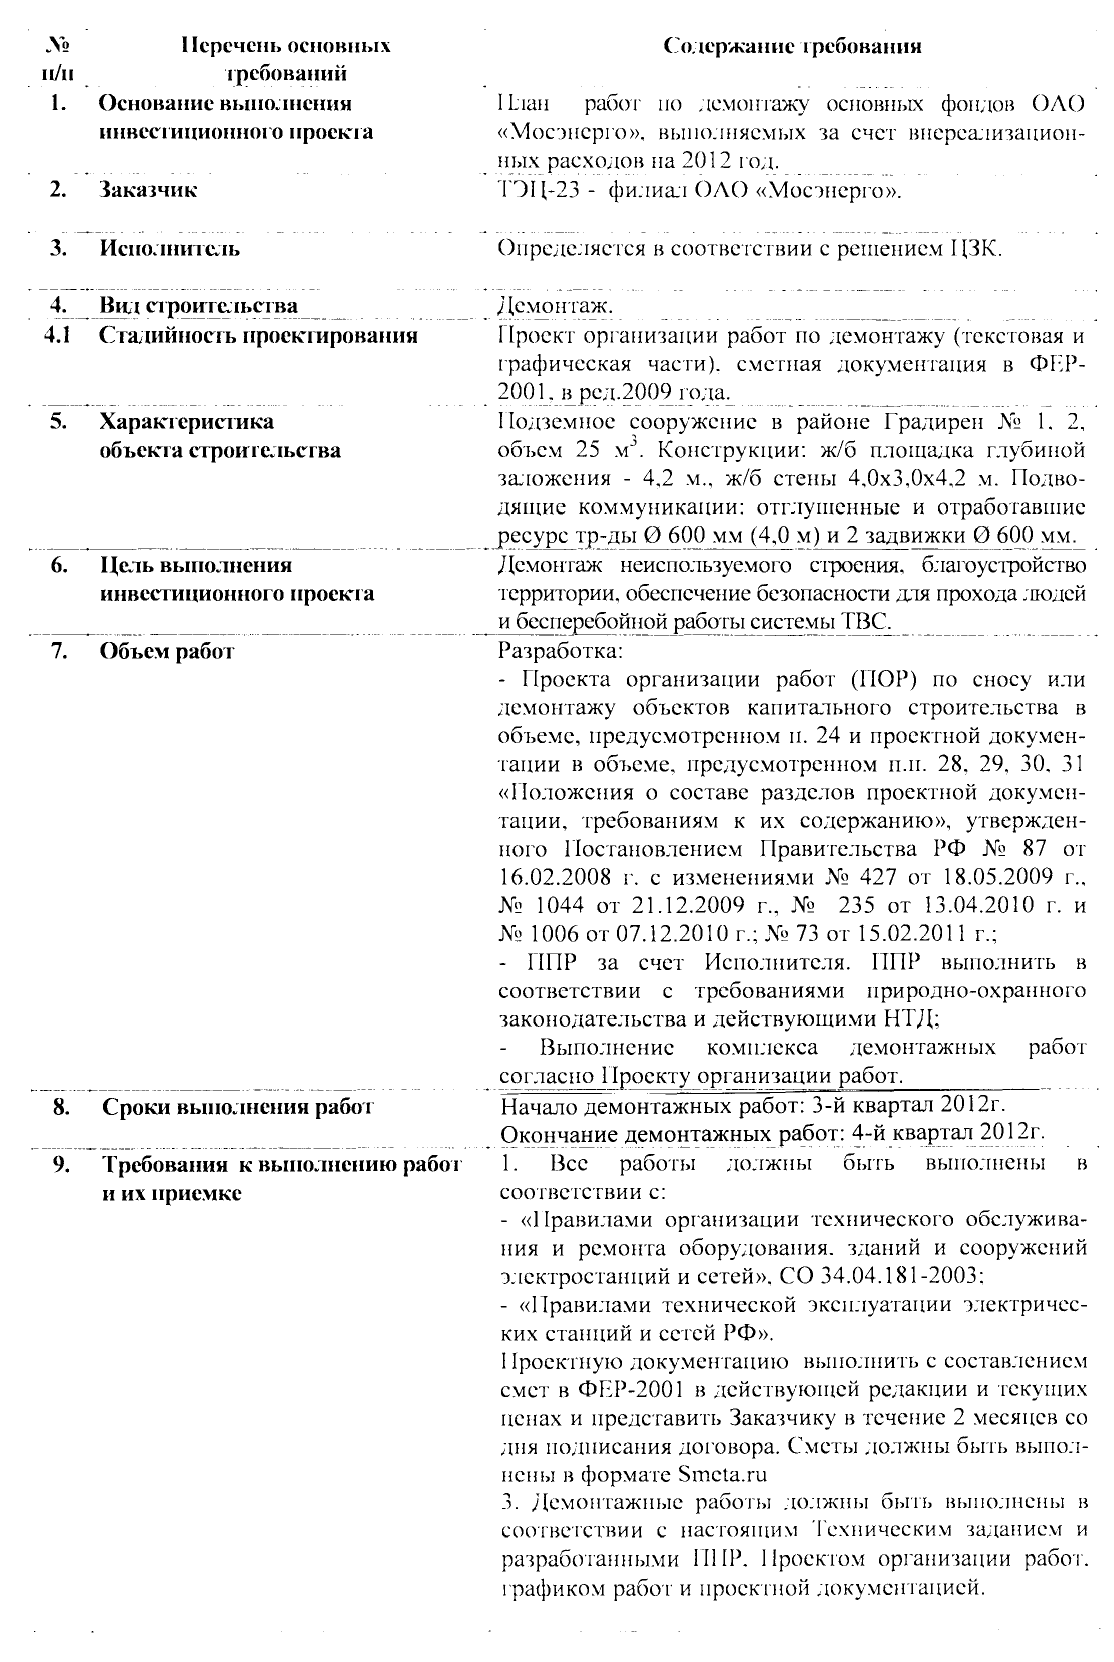 № Перечень основных Содержание требования
п/п требований
1. Основание выполнения План работ по демонтажу основных фондов ОАО
инвестиционного проекта «Мосэнерго», выполняемых за счет внереализацион-
ных расходов на 2012 год.
2. Заказчик ТЭЦ-23 - филиал ОАО «Мосэнерго».
3. Исполнитель Определяется в соответствии с решением ЦЗК.
4. Вид строительства Демонтаж.
4.1 Стадийность проектирования Проект организации работ по демонтажу (текстовая и
графическая части), сметная документация в ФЕР-
2001, в ред.2009 года.
5. Характеристика Подземное сооружение в районе Градирен № 1, 2,
объекта строительства объем 25 м³. Конструкции: ж/б площадка глубиной
заложения - 4,2 м., ж/б стены 4,0х3,0х4,2 м. Подво-
дящие коммуникации: отглушенные и отработавшие
ресурс тр-ды Ø 600 мм (4,0 м) и 2 задвижки Ø 600 мм.
6. Цель выполнения Демонтаж неиспользуемого строения, благоустройство
инвестиционного проекта территории, обеспечение безопасности для прохода людей
и бесперебойной работы системы ТВС.
7. Объем работ Разработка:
- Проекта организации работ (ПОР) по сносу или
демонтажу объектов капитального строительства в
объеме, предусмотренном п. 24 и проектной докумен-
тации в объеме, предусмотренном п.п. 28, 29, 30, 31
«Положения о составе разделов проектной докумен-
тации, требованиям к их содержанию», утвержден-
ного Постановлением Правительства РФ № 87 от
16.02.2008 г. с изменениями № 427 от 18.05.2009 г.,
№ 1044 от 21.12.2009 г., № 235 от 13.04.2010 г. и
№ 1006 от 07.12.2010 г.; № 73 от 15.02.2011 г.;
- ППР за счет Исполнителя. ППР выполнить в
соответствии с требованиями природно-охранного
законодательства и действующими НТД;
- Выполнение комплекса демонтажных работ
согласно Проекту организации работ.
8. Сроки выполнения работ Начало демонтажных работ: 3-й квартал 2012г.
Окончание демонтажных работ: 4-й квартал 2012г.
9. Требования к выполнению работ 1. Все работы должны быть выполнены в
и их приемке соответствии с:
- «Правилами организации технического обслужива-
ния и ремонта оборудования, зданий и сооружений
электростанций и сетей», СО 34.04.181-2003;
- «Правилами технической эксплуатации электричес-
ких станций и сетей РФ».
Проектную документацию выполнить с составлением
смет в ФЕР-2001 в действующей редакции и текущих
ценах и представить Заказчику в течение 2 месяцев со
дня подписания договора. Сметы должны быть выпол-
нены в формате Smeta.ru
3. Демонтажные работы должны быть выполнены в
соответствии с настоящим Техническим заданием и
разработанными ППР, Проектом организации работ,
графиком работ и проектной документацией.